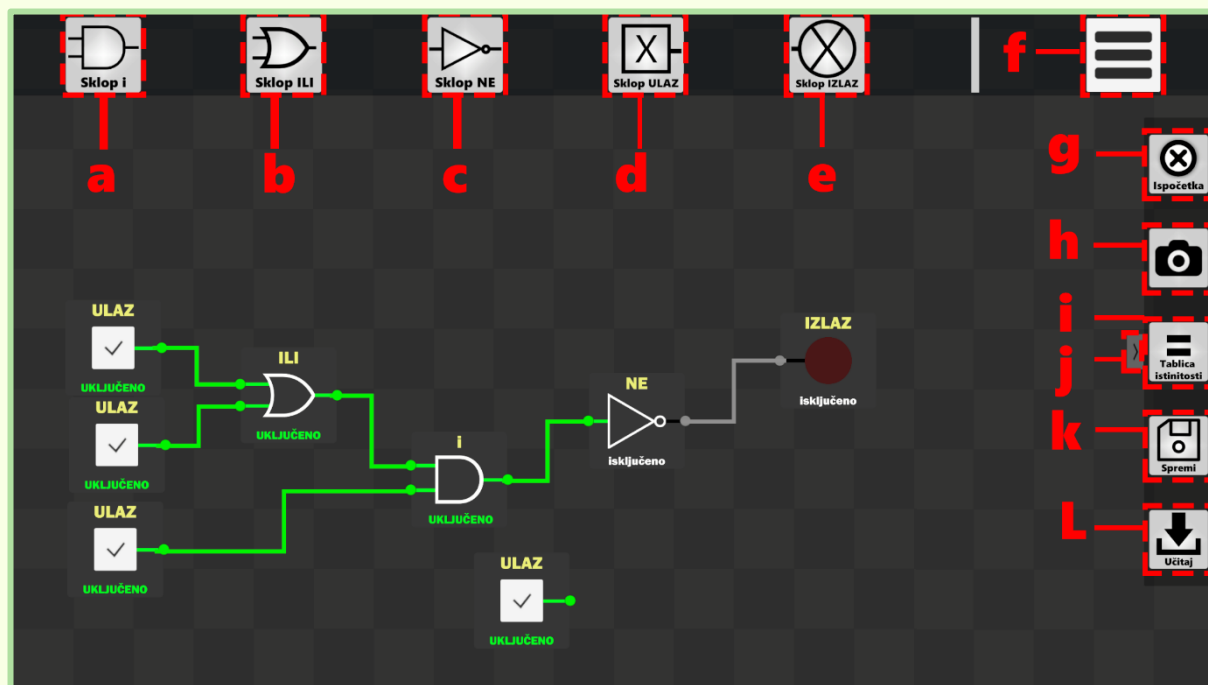 Sklop i
Sklop ILI
Sklop NE
X
Sklop ULAZ
Sklop IZLAZ
f
a
b
c
d
e
g
Ispočetka
h
i
Tablica
istinitosti
j
k
Spremi
L
Učitaj
ULAZ
UKLJUČENO
ULAZ
UKLJUČENO
ULAZ
UKLJUČENO
ILI
UKLJUČENO
i
UKLJUČENO
NE
isključeno
IZLAZ
isključeno
ULAZ
UKLJUČENO